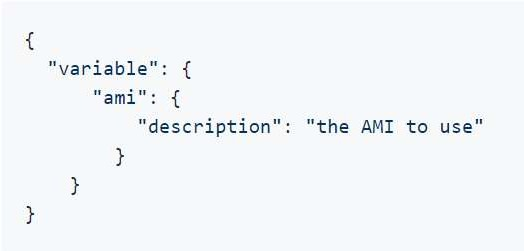 {
  "variable": {
      "ami": {
          "description": "the AMI to use"
        }
    }
}